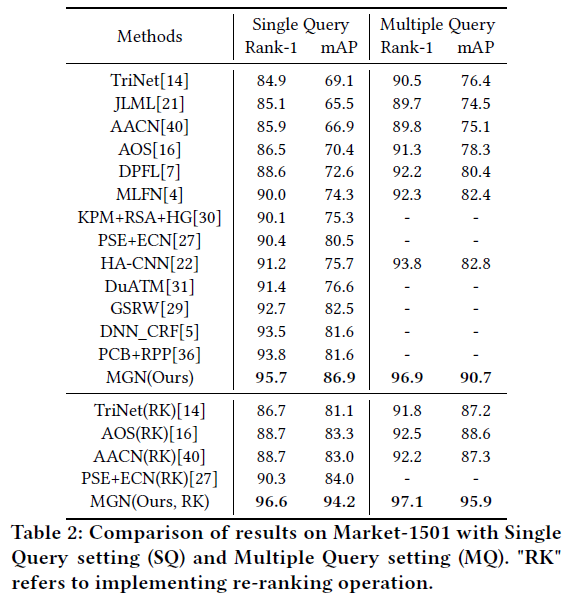 Methods Single Query Multiple Query
Rank-1 mAP Rank-1 mAP
TriNet[14] 84.9 69.1 90.5 76.4
JLML[21] 85.1 65.5 89.7 74.5
AACN[40] 85.9 66.9 89.8 75.1
AOS[16] 86.5 70.4 91.3 78.3
DPFL[7] 88.6 72.6 92.2 80.4
MLFN[4] 90.0 74.3 92.3 82.4
KPM+RSA+HG[30] 90.1 75.3 - -
PSE+ECN[27] 90.4 80.5 - -
HA-CNN[22] 91.2 75.7 93.8 82.8
DuATM[31] 91.4 76.6 - -
GSRW[29] 92.7 82.5 - -
DNN_CRF[5] 93.5 81.6 - -
PCB+RPP[36] 93.8 81.6 - -
MGN(Ours) 95.7 86.9 96.9 90.7
TriNet(RK)[14] 86.7 81.1 91.8 87.2
AOS(RK)[16] 88.7 83.3 92.5 88.6
AACN(RK)[40] 88.7 83.0 92.2 87.3
PSE+ECN(RK)[27] 90.3 84.0 - -
MGN(Ours, RK) 96.6 94.2 97.1 95.9
Table 2: Comparison of results on Market-1501 with Single
Query setting (SQ) and Multiple Query setting (MQ). "RK"
refers to implementing re-ranking operation.